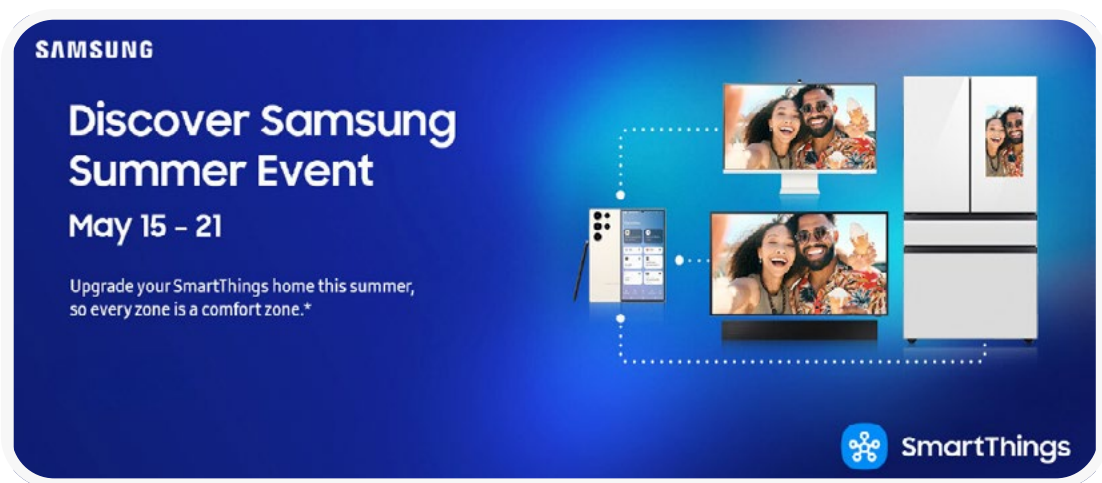 SAMSUNG
Discover Samsung
Summer Event
May 15 – 21
Upgrade your SmartThings home this summer,
so every zone is a comfort zone.*
SmartThings